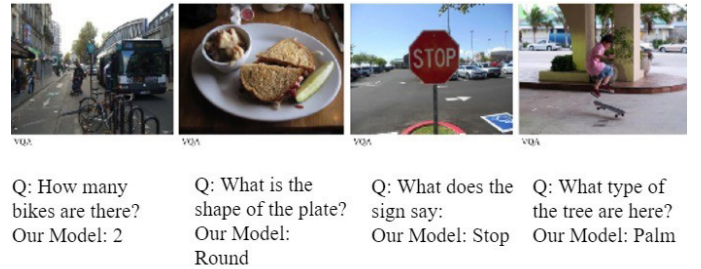 STOP
VQA
VQA
VQA
VQA
Q: How many
bikes are there?
Our Model: 2
Q: What is the
shape of the plate?
Our Model:
Round
Q: What does the
sign say:
Our Model: Stop
Q: What type of
the tree are here?
Our Model: Palm